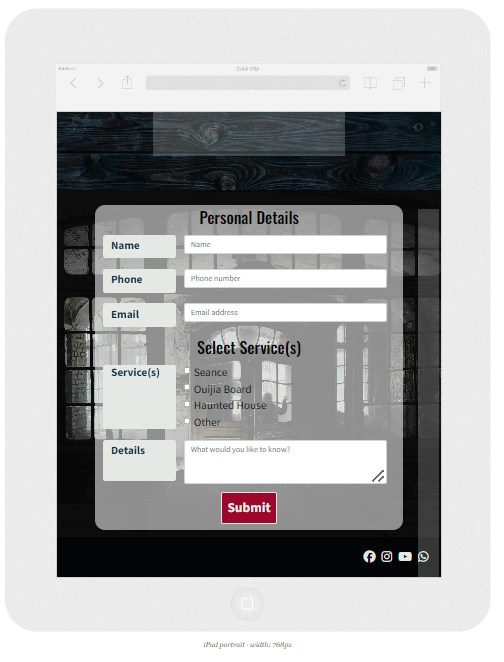 3:44 PM
Personal Details
Name Name
Phone Phone number
Email Email address
Select Service(s)
Service(s) Seance
Ouijia Board
Haunted House
Other
Details What would you like to know?
Submit
iPad portrait · width: 768px